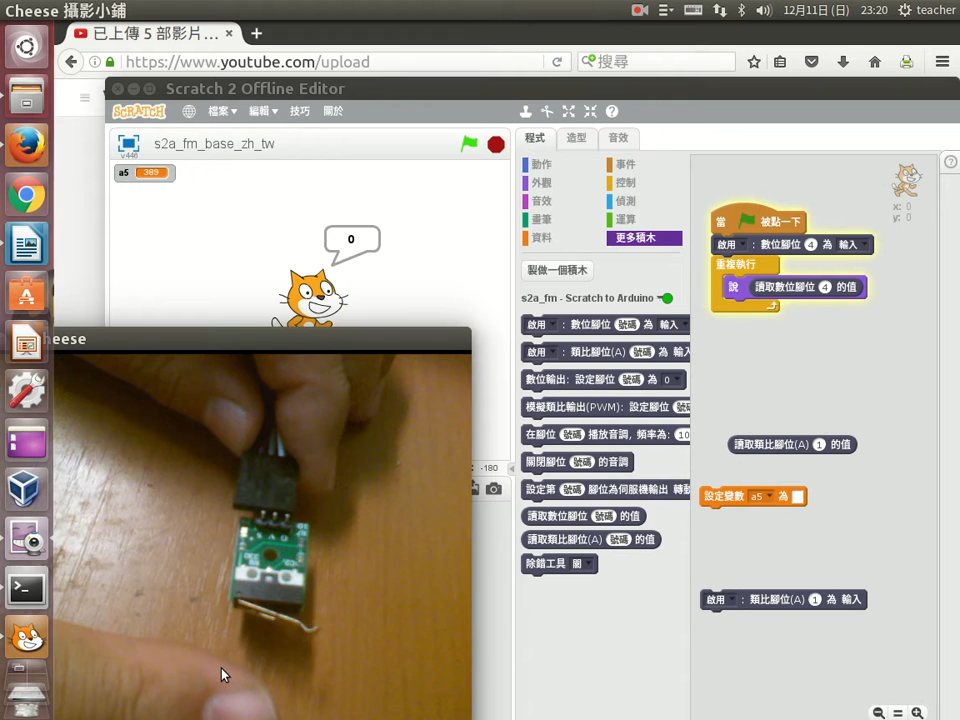 Cheese 攝影小鋪
12月11日 (日) 23:20 teacher
已上傳 5 部影片…
https://www.youtube.com/upload
搜尋
Scratch 2 Offline Editor
SCRATCH 檔案 編輯 技巧 關於
s2a_fm_base_zh_tw
v446
a5 389
0
程式 造型 音效
動作 事件
外觀 控制
音效 偵測
畫筆 運算
資料 更多積木
製做一個積木
s2a_fm - Scratch to Arduino
啟用 : 數位腳位 號碼 為 輸入
啟用 : 類比腳位(A) 號碼 為 輸入
數位輸出: 設定腳位 號碼 為 0
模擬類比輸出(PWM): 設定腳位
在腳位 號碼 播放音調, 頻率為: 10
關閉腳位 號碼 的音調
設定第 號碼 腳位為伺服機輸出 轉動
讀取數位腳位 號碼 的值
讀取類比腳位(A) 號碼 的值
除錯工具 關
x: 0
y: 0
當 被點一下
啟用 : 數位腳位 4 為 輸入
重複執行
說 讀取數位腳位 4 的值
讀取類比腳位(A) 1 的值
設定變數 a5 為
啟用 : 類比腳位(A) 1 為 輸入
-180
eese